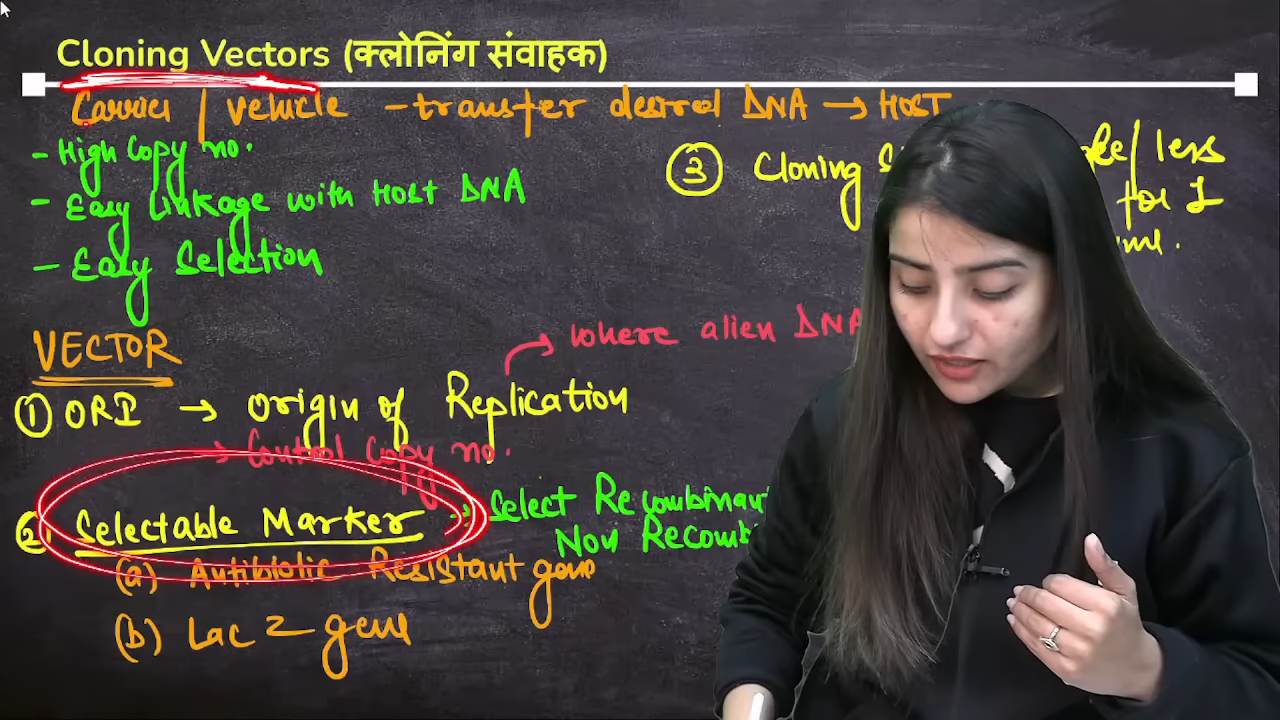 Cloning Vectors (क्लोनिंग संवाहक)
Carrier / vehicle - transfer desired DNA → HOST
- High Copy no.
- Easy Linkage with Host DNA
- Easy Selection
③ Cloning
less
for 1
VECTOR
→ where alien DNA
① ORI → Origin of Replication
→ Control Copy no.
② Selectable Marker → Select Recombinant
Non Recombi
(a) Antibiotic Resistant gene
(b) Lac Z gene